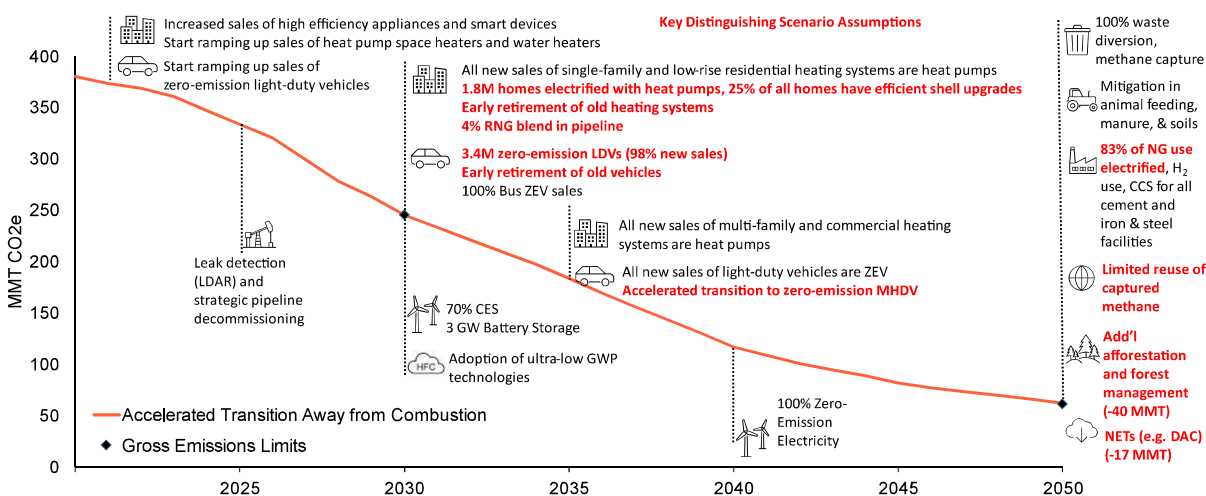 Increased sales of high efficiency appliances and smart devices
Start ramping up sales of heat pump space heaters and water heaters
Start ramping up sales of
zero-emission light-duty vehicles
Key Distinguishing Scenario Assumptions
All new sales of single-family and low-rise residential heating systems are heat pumps
1.8M homes electrified with heat pumps, 25% of all homes have efficient shell upgrades
Early retirement of old heating systems
4% RNG blend in pipeline
3.4M zero-emission LDVs (98% new sales)
Early retirement of old vehicles
100% Bus ZEV sales
All new sales of multi-family and commercial heating
systems are heat pumps
All new sales of light-duty vehicles are ZEV
Accelerated transition to zero-emission MHDV
Leak detection
(LDAR) and
strategic pipeline
decommissioning
70% CES
3 GW Battery Storage
HFC
Adoption of ultra-low GWP
technologies
100% Zero-
Emission
Electricity
100% waste
diversion,
methane capture
Mitigation in
animal feeding,
manure, & soils
83% of NG use
electrified, H2
use, CCS for all
cement and
iron & steel
facilities
Limited reuse of
captured
methane
Add'l
afforestation
and forest
management
(-40 MMT)
NETs (e.g. DAC)
(-17 MMT)
MMT CO2e
400
350
300
250
200
150
100
50
0
Accelerated Transition Away from Combustion
Gross Emissions Limits
2025
2030
2035
2040
2045
2050